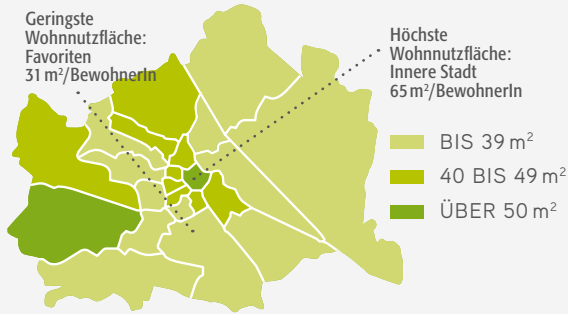 Geringste
Wohnnutzfläche:
Favoriten
31 m²/BewohnerIn
Höchste
Wohnnutzfläche:
Innere Stadt
65 m²/BewohnerIn
BIS 39 m²
40 BIS 49 m²
ÜBER 50 m²